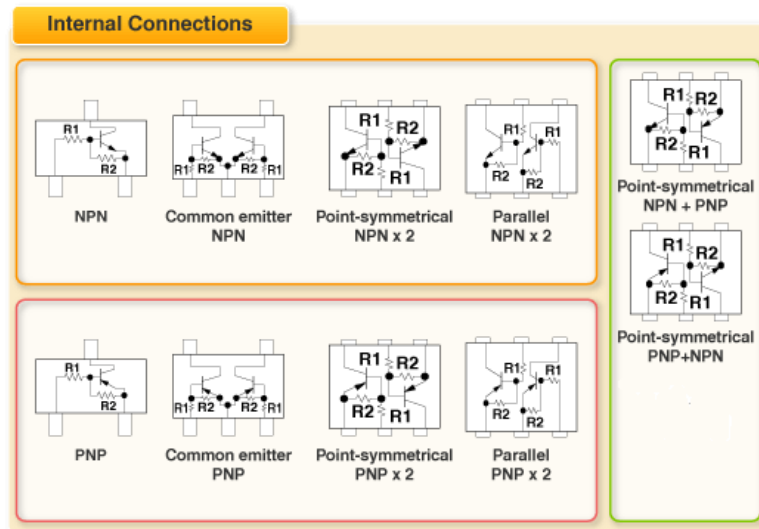 Internal Connections
R1
R2
NPN
R1
R2
R2
R1
Common emitter
NPN
R1
R2
R2
R1
Point-symmetrical
NPN x 2
R1
R1
R2
R2
Parallel
NPN x 2
R1
R2
PNP
R1
R2
R2
R1
Common emitter
PNP
R1
R2
R2
R1
Point-symmetrical
PNP x 2
R1
R1
R2
R2
Parallel
PNP x 2
R1
R2
R2
R1
Point-symmetrical
NPN + PNP
R1
R2
R2
R1
Point-symmetrical
PNP+NPN